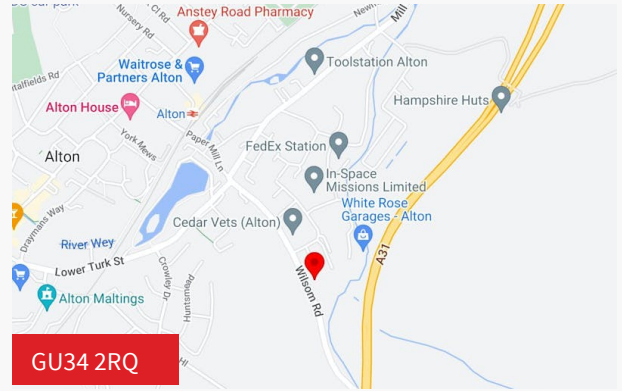 Anstey Road Pharmacy
Nursery Rd
Ct Rd
Mill
Waitrose &
Partners Alton
Toolstation Alton
Hampshire Huts
Alton House
Alton
York Mews
Paper Mill Ln
FedEx Station
Alton
In-Space
Missions Limited
White Rose
Garages - Alton
Draymans Way
Cedar Vets (Alton)
River Wey
A31
Lower Turk St
Crowley Dr
Huntsmead
Wilsom Rd
Alton Maltings
GU34 2RQ